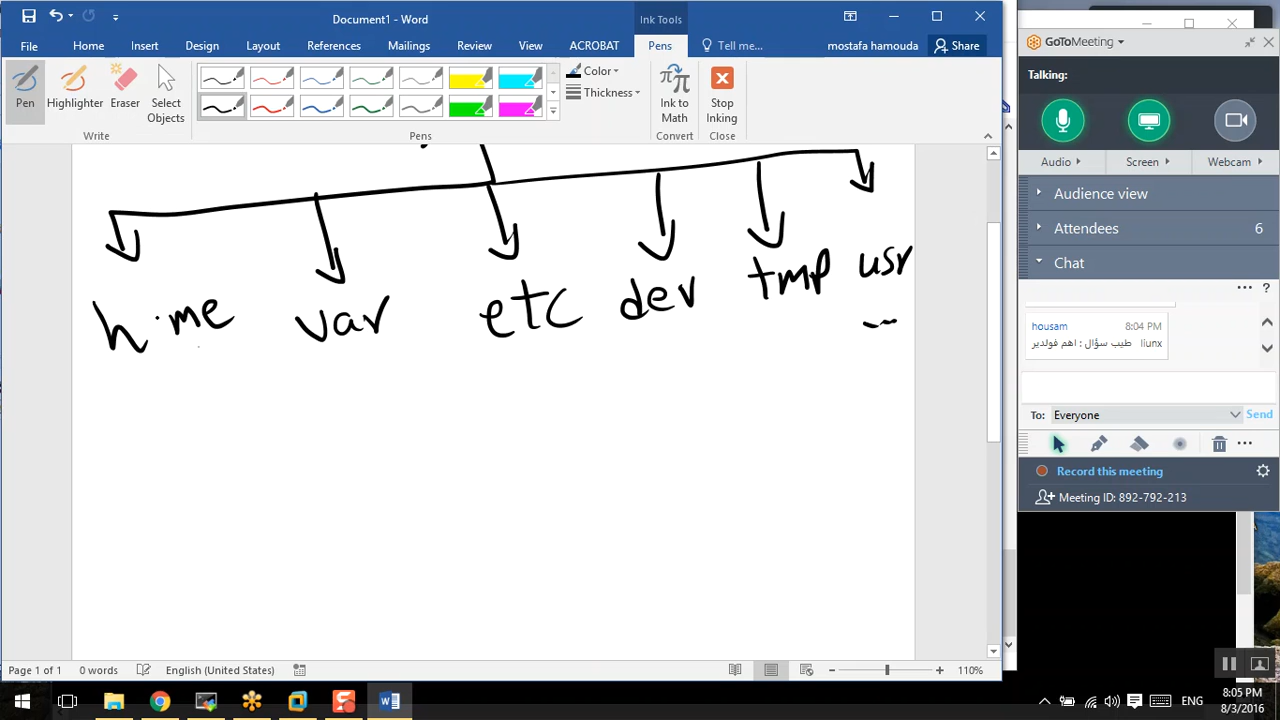 Document1 - Word
Ink Tools
File
Home
Insert
Design
Layout
References
Mailings
Review
View
ACROBAT
Pens
Tell me...
mostafa hamouda
Share
Pen
Highlighter
Eraser
Select Objects
Color
Thickness
Ink to Math
Stop Inking
Write
Pens
Convert
Close
h.me var etc dev tmp usr
Page 1 of 1
0 words
English (United States)
110%
GoToMeeting
Talking:
Audio
Screen
Webcam
Audience view
Attendees 6
Chat
?
housam 8:04 PM
طيب سؤال : اهم فولدير liunx
To: Everyone
Send
Record this meeting
Meeting ID: 892-792-213
ENG
8:05 PM
8/3/2016